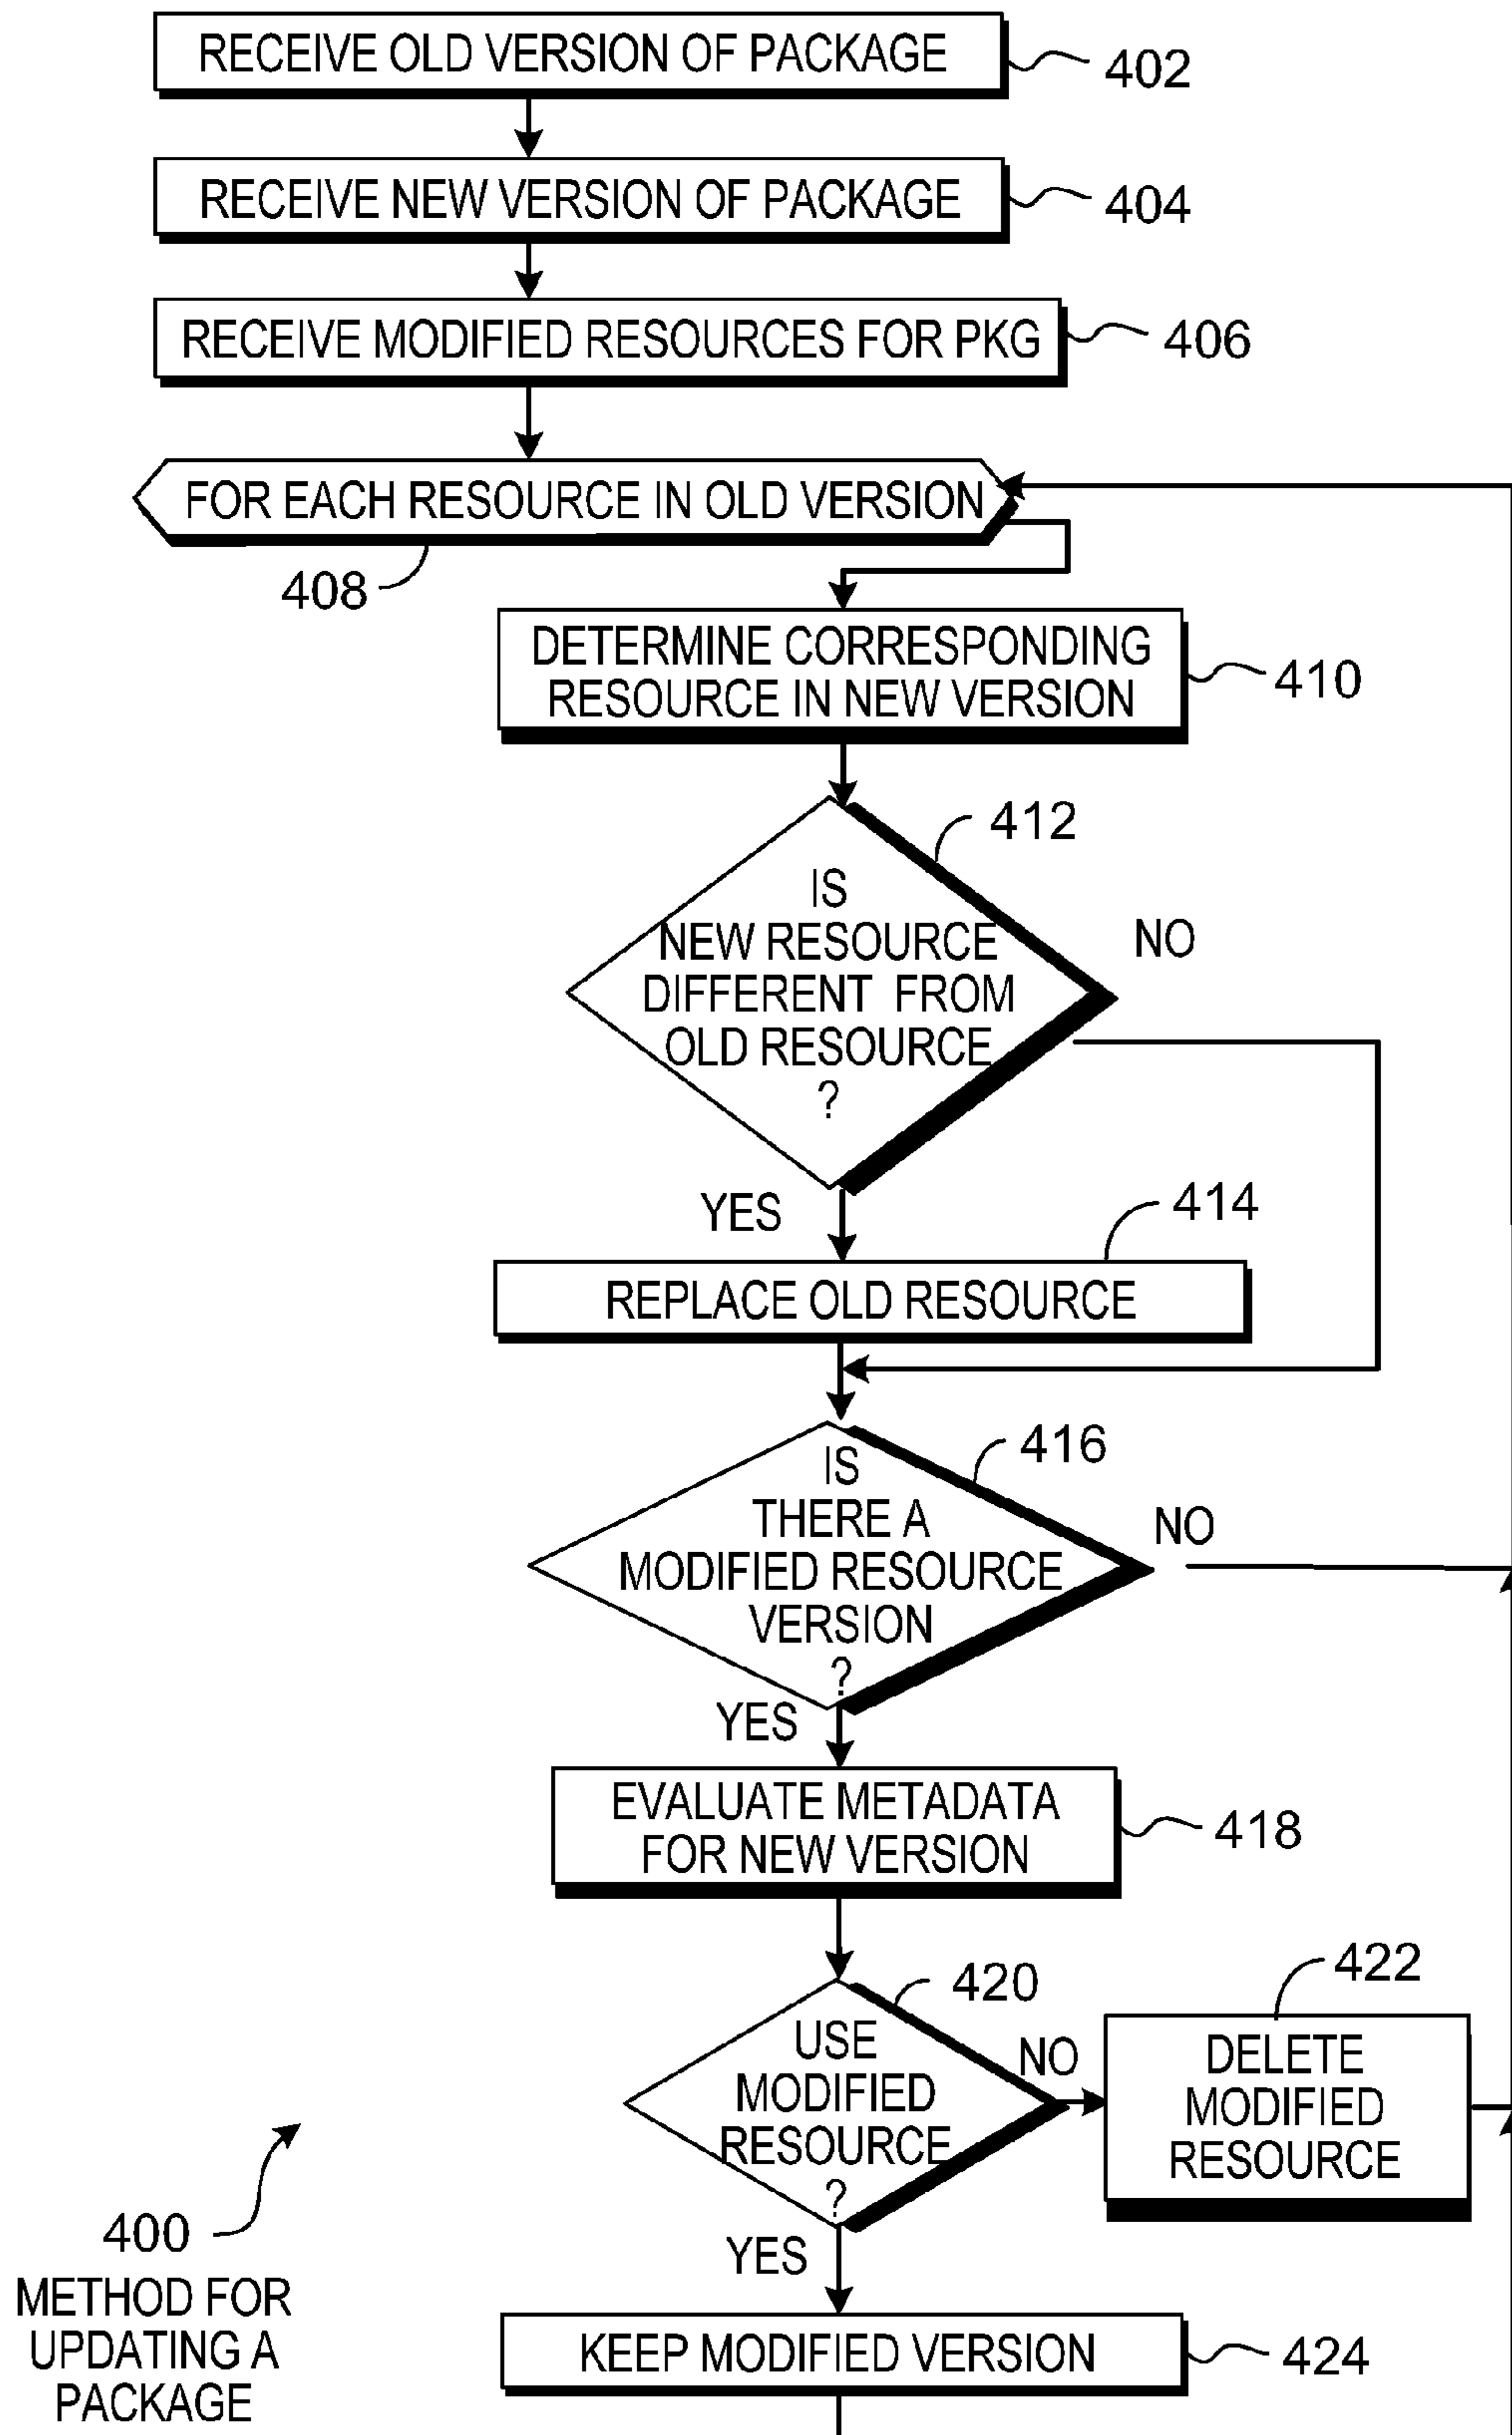 RECEIVE OLD VERSION OF PACKAGE
402
RECEIVE NEW VERSION OF PACKAGE
404
RECEIVE MODIFIED RESOURCES FOR PKG
406
FOR EACH RESOURCE IN OLD VERSION
408
DETERMINE CORRESPONDING
RESOURCE IN NEW VERSION
410
412
IS
NEW RESOURCE
DIFFERENT FROM
OLD RESOURCE
?
NO
YES
414
REPLACE OLD RESOURCE
416
IS
THERE A
MODIFIED RESOURCE
VERSION
?
NO
YES
EVALUATE METADATA
FOR NEW VERSION
418
420
USE
MODIFIED
RESOURCE
?
NO
422
DELETE
MODIFIED
RESOURCE
YES
KEEP MODIFIED VERSION
424
400
METHOD FOR
UPDATING A
PACKAGE